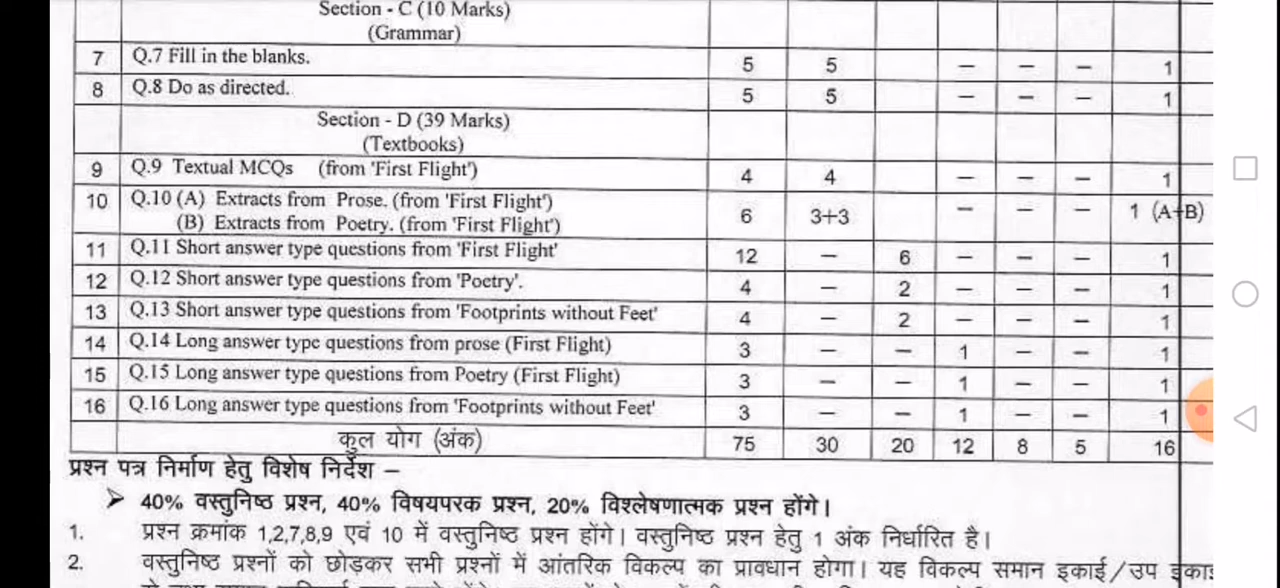 Section - C (10 Marks)
(Grammar)
7 Q.7 Fill in the blanks. 5 5 – – – 1
8 Q.8 Do as directed. 5 5 – – – 1
Section - D (39 Marks)
(Textbooks)
9 Q.9 Textual MCQs (from 'First Flight') 4 4 – – – 1
10 Q.10 (A) Extracts from Prose. (from 'First Flight')
(B) Extracts from Poetry. (from 'First Flight') 6 3+3 – – – 1 (A+B)
11 Q.11 Short answer type questions from 'First Flight' 12 – 6 – – – 1
12 Q.12 Short answer type questions from 'Poetry'. 4 – 2 – – – 1
13 Q.13 Short answer type questions from 'Footprints without Feet' 4 – 2 – – – 1
14 Q.14 Long answer type questions from prose (First Flight) 3 – – 1 – – 1
15 Q.15 Long answer type questions from Poetry (First Flight) 3 – – 1 – – 1
16 Q.16 Long answer type questions from 'Footprints without Feet' 3 – – 1 – – 1
कुल योग (अंक) 75 30 20 12 8 5 16
प्रश्न पत्र निर्माण हेतु विशेष निर्देश –
➢ 40% वस्तुनिष्ठ प्रश्न, 40% विषयपरक प्रश्न, 20% विश्लेषणात्मक प्रश्न होंगे।
1. प्रश्न क्रमांक 1,2,7,8,9 एवं 10 में वस्तुनिष्ठ प्रश्न होंगे। वस्तुनिष्ठ प्रश्न हेतु 1 अंक निर्धारित है।
2. वस्तुनिष्ठ प्रश्नों को छोड़कर सभी प्रश्नों में आंतरिक विकल्प का प्रावधान होगा। यह विकल्प समान इकाई/उप